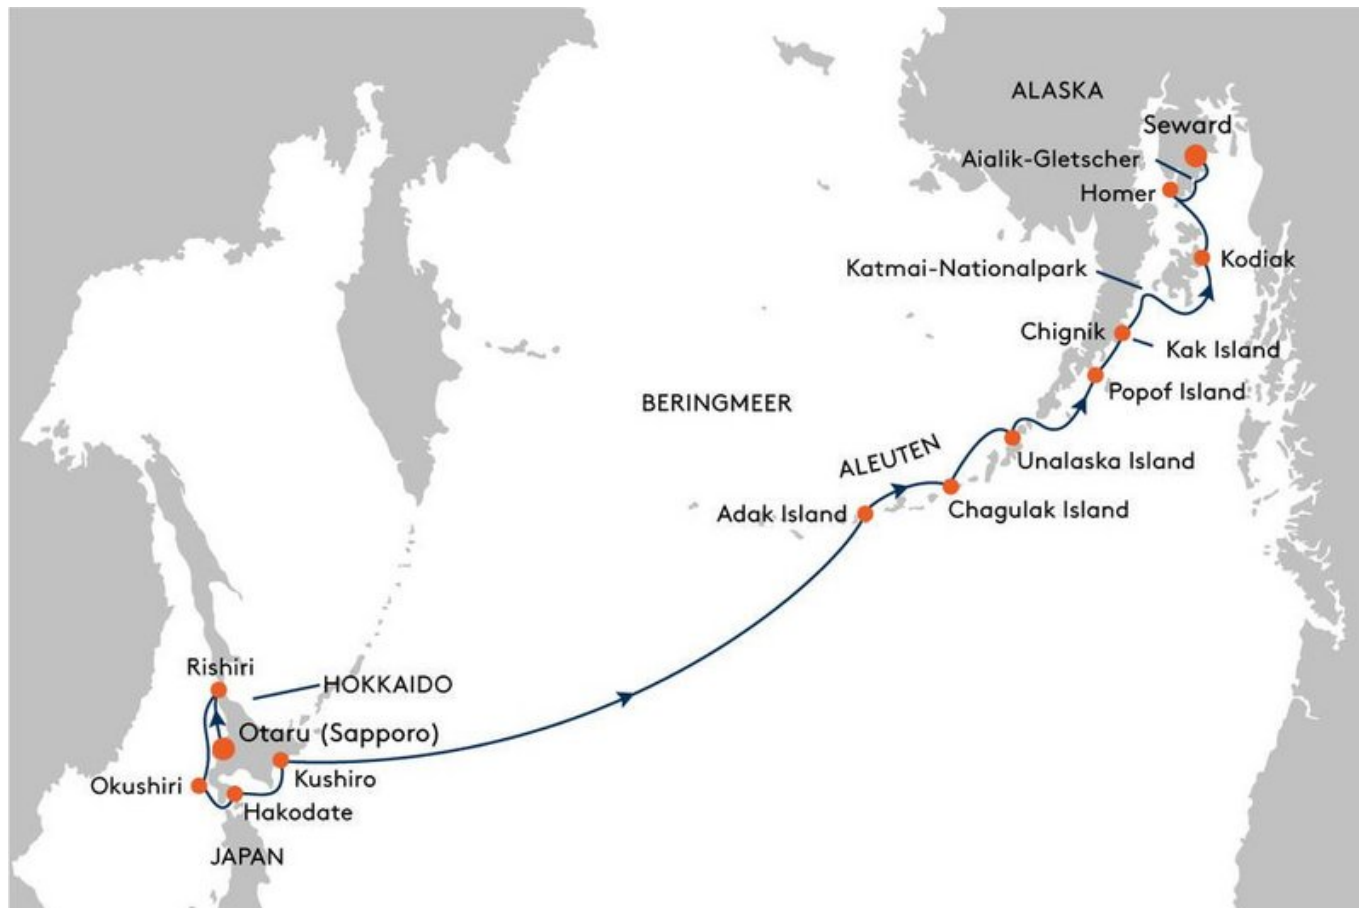 ALASKA
Seward
Aialik-Gletscher
Homer
Kodiak
Katmai-Nationalpark
Chignik
Kak Island
Popof Island
BERINGMEER
ALEUTEN
Unalaska Island
Adak Island
Chagulak Island
Rishiri
HOKKAIDO
Otaru (Sapporo)
Kushiro
Okushiri
Hakodate
JAPAN